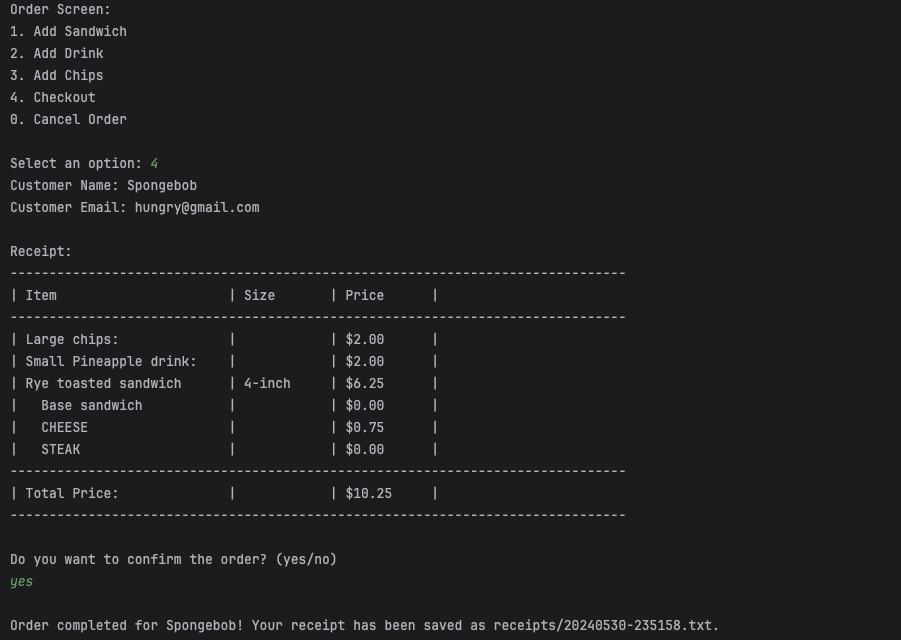 Order Screen:
1. Add Sandwich
2. Add Drink
3. Add Chips
4. Checkout
0. Cancel Order
Select an option: 4
Customer Name: Spongebob
Customer Email: hungry@gmail.com
Receipt:
-------------------------------------------------------------------------------
| Item                      | Size       | Price      |
-------------------------------------------------------------------------------
| Large chips:              |            | $2.00      |
| Small Pineapple drink:    |            | $2.00      |
| Rye toasted sandwich      | 4-inch     | $6.25      |
|   Base sandwich           |            | $0.00      |
|   CHEESE                  |            | $0.75      |
|   STEAK                   |            | $0.00      |
-------------------------------------------------------------------------------
| Total Price:              |            | $10.25     |
-------------------------------------------------------------------------------
Do you want to confirm the order? (yes/no)
yes
Order completed for Spongebob! Your receipt has been saved as receipts/20240530-235158.txt.